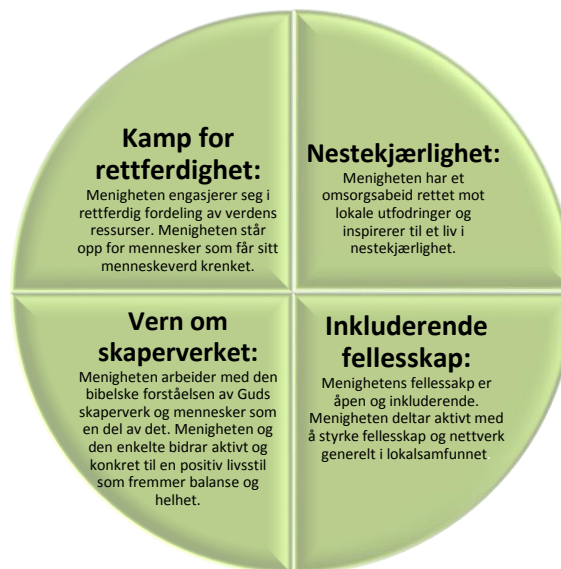 Kamp for
rettferdighet:
Menigheten engasjerer seg i
rettferdig fordeling av verdens
ressurser. Menigheten står
opp for mennesker som får sitt
menneskeverd krenket.
Nestekjærlighet:
Menigheten har et
omsorgsabeid rettet mot
lokale utfodringer og
inspirerer til et liv i
nestekjærlighet.
Vern om
skaperverket:
Menigheten arbeider med den
bibelske forståelsen av Guds
skaperverk og mennesker som
en del av det. Menigheten og
den enkelte bidrar aktivt og
konkret til en positiv livsstil
som fremmer balanse og
helhet.
Inkluderende
fellesskap:
Menighetens fellessakp er
åpen og inkluderende.
Menigheten deltar aktivt med
å styrke fellesskap og nettverk
generelt i lokalsamfunnet